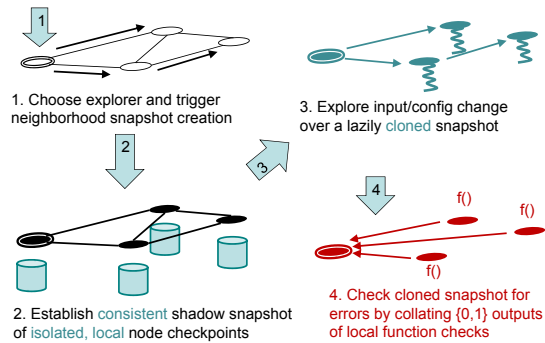 1
1. Choose explorer and trigger
neighborhood snapshot creation
2
2. Establish consistent shadow snapshot
of isolated, local node checkpoints
3
3. Explore input/config change
over a lazily cloned snapshot
4
f()
f()
f()
4. Check cloned snapshot for
errors by collating {0,1} outputs
of local function checks